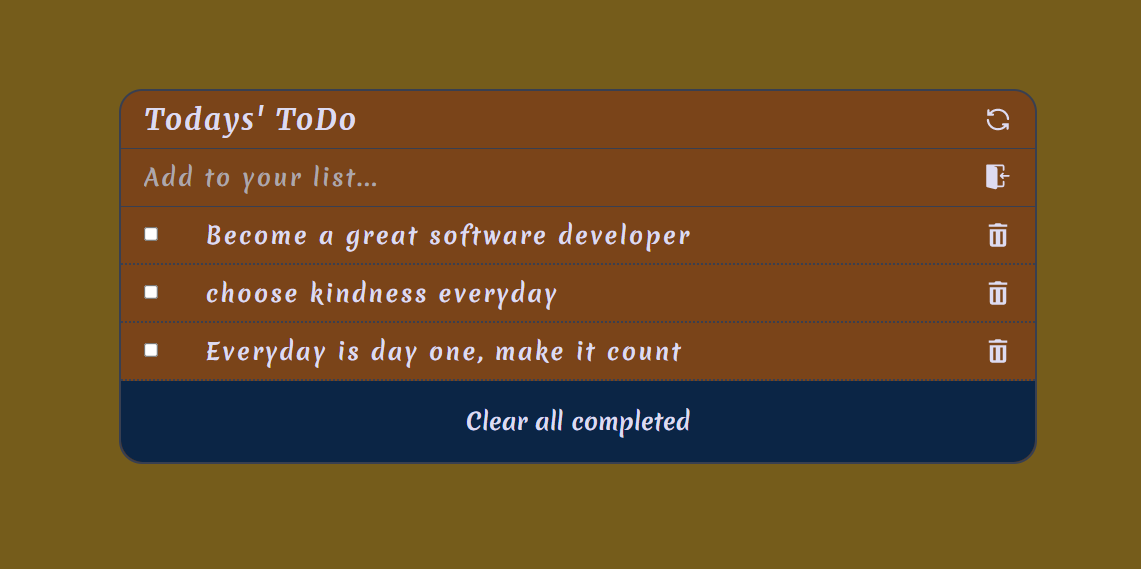 Todays' ToDo
Add to your list...
Become a great software developer
choose kindness everyday
Everyday is day one, make it count
Clear all completed